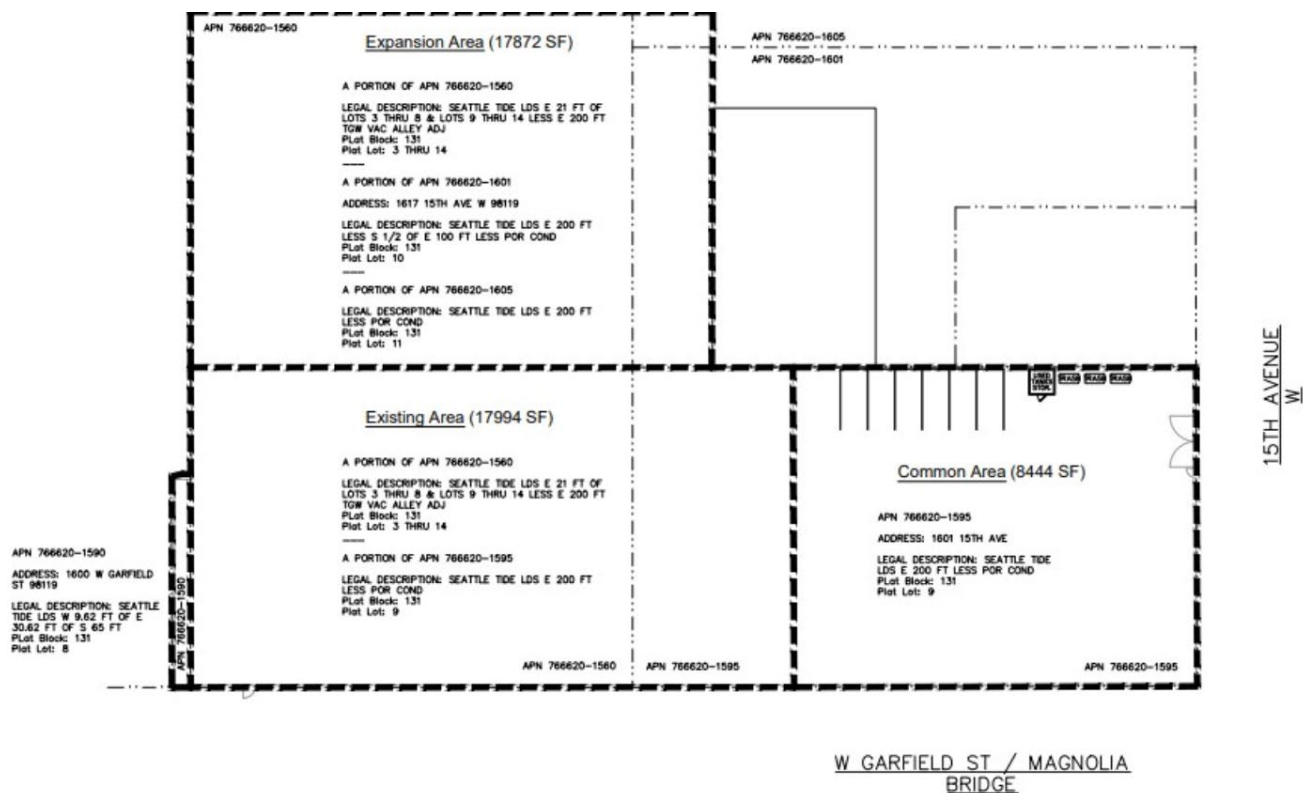 APN 766620-1560
Expansion Area (17872 SF)
A PORTION OF APN 766620-1560
LEGAL DESCRIPTION: SEATTLE TIDE LDS E 21 FT OF
LOTS 3 THRU 8 & LOTS 9 THRU 14 LESS E 200 FT
TGW VAC ALLEY ADJ
PLat Block: 131
Plat Lot: 3 THRU 14
A PORTION OF APN 766620-1601
ADDRESS: 1617 15TH AVE W 98119
LEGAL DESCRIPTION: SEATTLE TIDE LDS E 200 FT
LESS S 1/2 OF E 100 FT LESS POR COND
PLat Block: 131
Plat Lot: 10
A PORTION OF APN 766620-1605
LEGAL DESCRIPTION: SEATTLE TIDE LDS E 200 FT
LESS POR COND
PLat Block: 131
Plat Lot: 11
APN 766620-1605
APN 766620-1601
Existing Area (17994 SF)
A PORTION OF APN 766620-1560
LEGAL DESCRIPTION: SEATTLE TIDE LDS E 21 FT OF
LOTS 3 THRU 8 & LOTS 9 THRU 14 LESS E 200 FT
TGW VAC ALLEY ADJ
PLat Block: 131
Plat Lot: 3 THRU 14
A PORTION OF APN 766620-1595
LEGAL DESCRIPTION: SEATTLE TIDE LDS E 200 FT
LESS POR COND
PLat Block: 131
Plat Lot: 9
APN 766620-1560
APN 766620-1595
Common Area (8444 SF)
APN 766620-1595
ADDRESS: 1601 15TH AVE
LEGAL DESCRIPTION: SEATTLE TIDE
LDS E 200 FT LESS POR COND
PLat Block: 131
Plat Lot: 9
APN 766620-1595
APN 766620-1590
ADDRESS: 1600 W GARFIELD
ST 98119
LEGAL DESCRIPTION: SEATTLE
TIDE LDS W 9.62 FT OF E
30.62 FT OF S 65 FT
PLat Block: 131
Plat Lot: 8
APN 766620-1590
15TH AVENUE
W
W GARFIELD ST / MAGNOLIA
BRIDGE